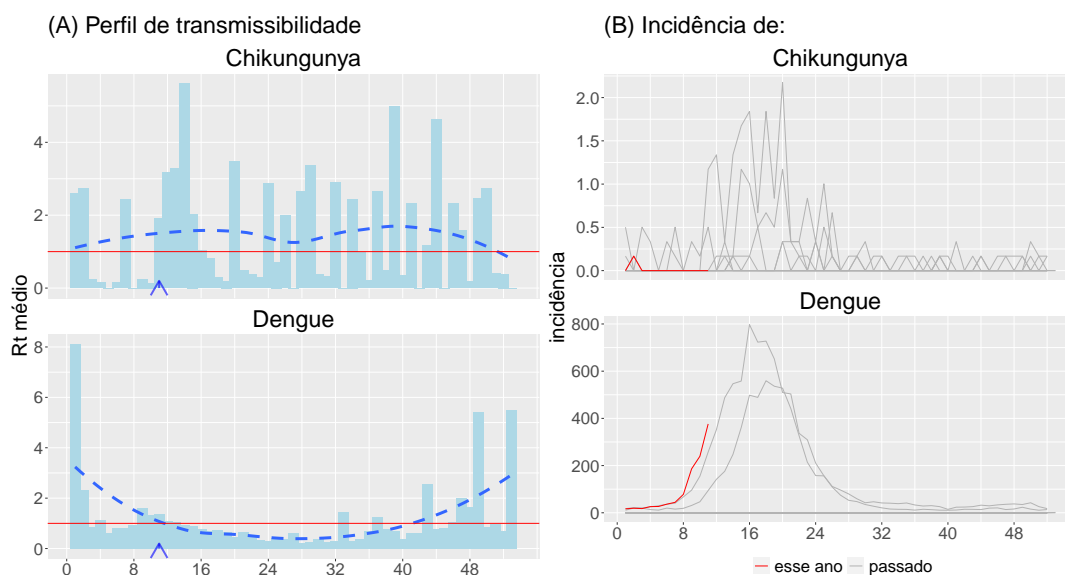 (A) Perfil de transmissibilidade
Chikungunya
4
2
0
Dengue
8
6
4
2
0
0 8 16 24 32 40 48
Rt médio
(B) Incidência de:
Chikungunya
2.0
1.5
1.0
0.5
0.0
Dengue
800
600
400
200
0
0 8 16 24 32 40 48
incidência
esse ano passado